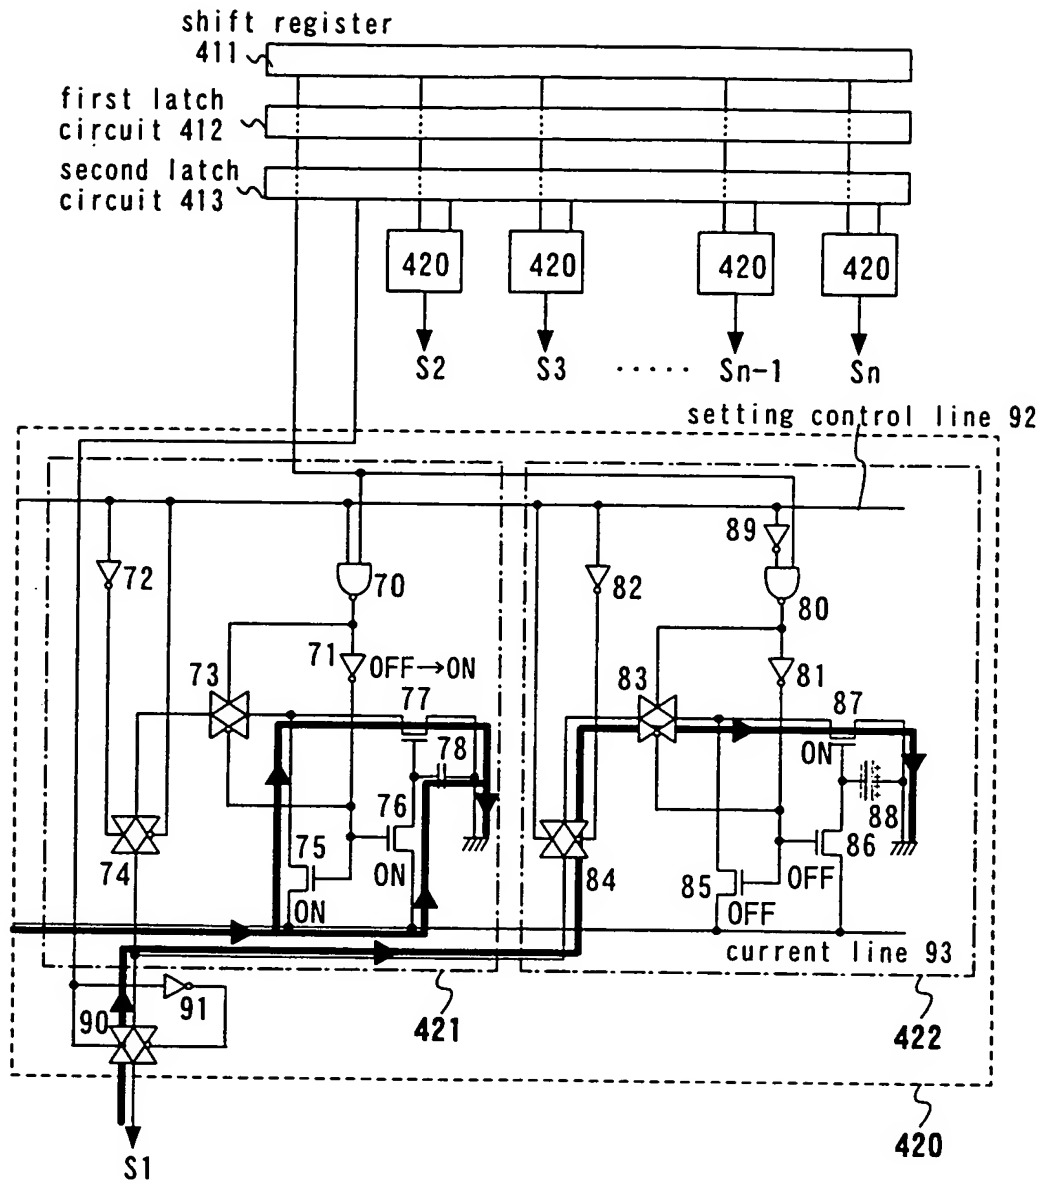 shift register
411
first latch
circuit 412
second latch
circuit 413
420 420 420 420
S2 S3 ····· Sn-1 Sn
setting control line 92
89
72 70 82 80
71 OFF→ON 81
73 77 83 87
78 ON
76 88
75 86
74 ON 84 85 OFF
ON OFF
current line 93
91
90 421 422
420
S1